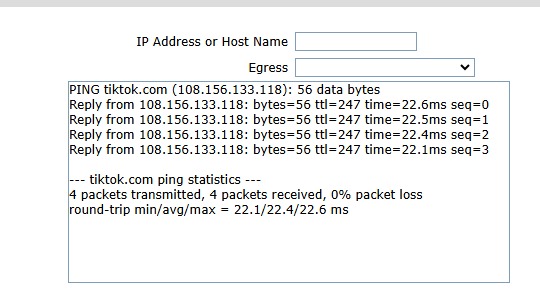 IP Address or Host Name
Egress
PING tiktok.com (108.156.133.118): 56 data bytes
Reply from 108.156.133.118: bytes=56 ttl=247 time=22.6ms seq=0
Reply from 108.156.133.118: bytes=56 ttl=247 time=22.5ms seq=1
Reply from 108.156.133.118: bytes=56 ttl=247 time=22.4ms seq=2
Reply from 108.156.133.118: bytes=56 ttl=247 time=22.1ms seq=3
--- tiktok.com ping statistics ---
4 packets transmitted, 4 packets received, 0% packet loss
round-trip min/avg/max = 22.1/22.4/22.6 ms